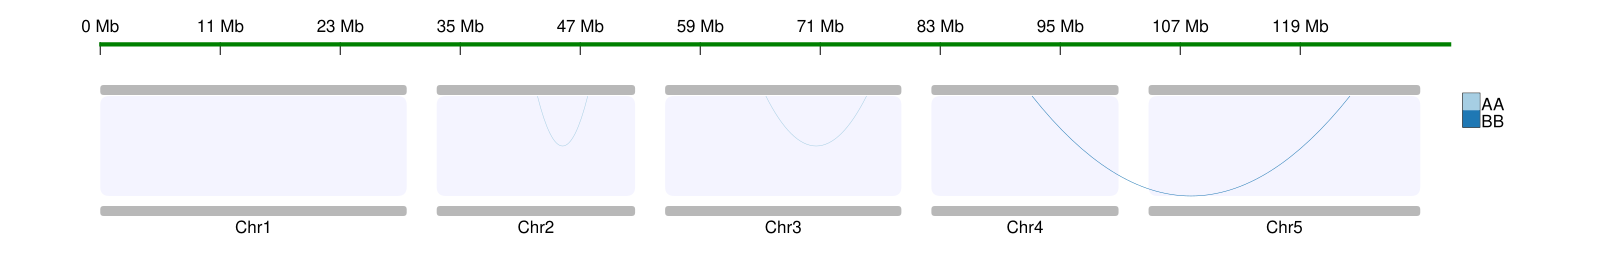 0 Mb 11 Mb 23 Mb 35 Mb 47 Mb 59 Mb 71 Mb 83 Mb 95 Mb 107 Mb 119 Mb
AA
BB
Chr1 Chr2 Chr3 Chr4 Chr5